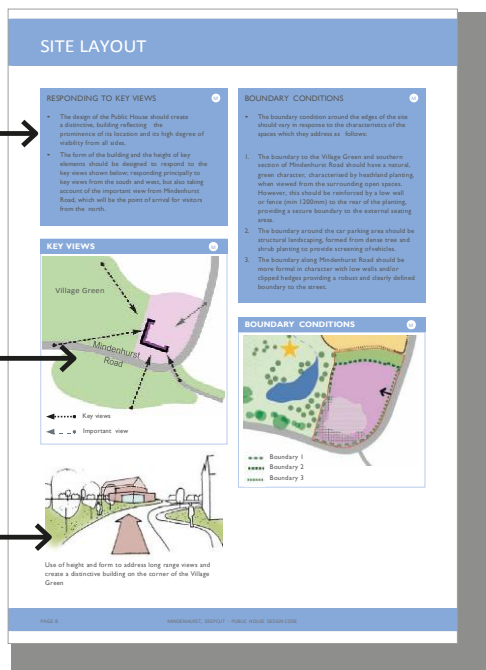 SITE LAYOUT
RESPONDING TO KEY VIEWS
M
• The design of the Public House should create
a distinctive, building reflecting the
prominence of its location and its high degree of
viability from all sides.
• The form of the building and the height of key
elements should be designed to respond to the
key views shown below; responding principally to
key views from the south and west, but also taking
account of the important view from Mindenhurst
Road, which will be the point of arrival for visitors
from the north.
KEY VIEWS
M
Village Green
Mindenhurst
Road
Key views
Important view
Use of height and form to address long range views and
create a distinctive building on the corner of the Village
Green
BOUNDARY CONDITIONS
M
• The boundary condition around the edges of the site
should vary in response to the characteristics of the
spaces which they address as follows:
1. The boundary to the Village Green and southern
section of Mindenhurst Road should have a natural,
green character, characterised by heathland planting,
when viewed from the surrounding open spaces.
However, this should be reinforced by a low wall
or fence (min 1200mm) to the rear of the planting,
providing a secure boundary to the external seating
areas.
2. The boundary around the car parking area should be
structural landscaping, formed from dense tree and
shrub planting to provide screening of vehicles.
3. The boundary along Mindenhurst Road should be
more formal in character with low walls and/or
clipped hedges providing a robust and clearly defined
boundary to the street.
BOUNDARY CONDITIONS
M
Boundary 1
Boundary 2
Boundary 3
PAGE 8
MINDENHURST, DEEPCUT - PUBLIC HOUSE DESIGN CODE